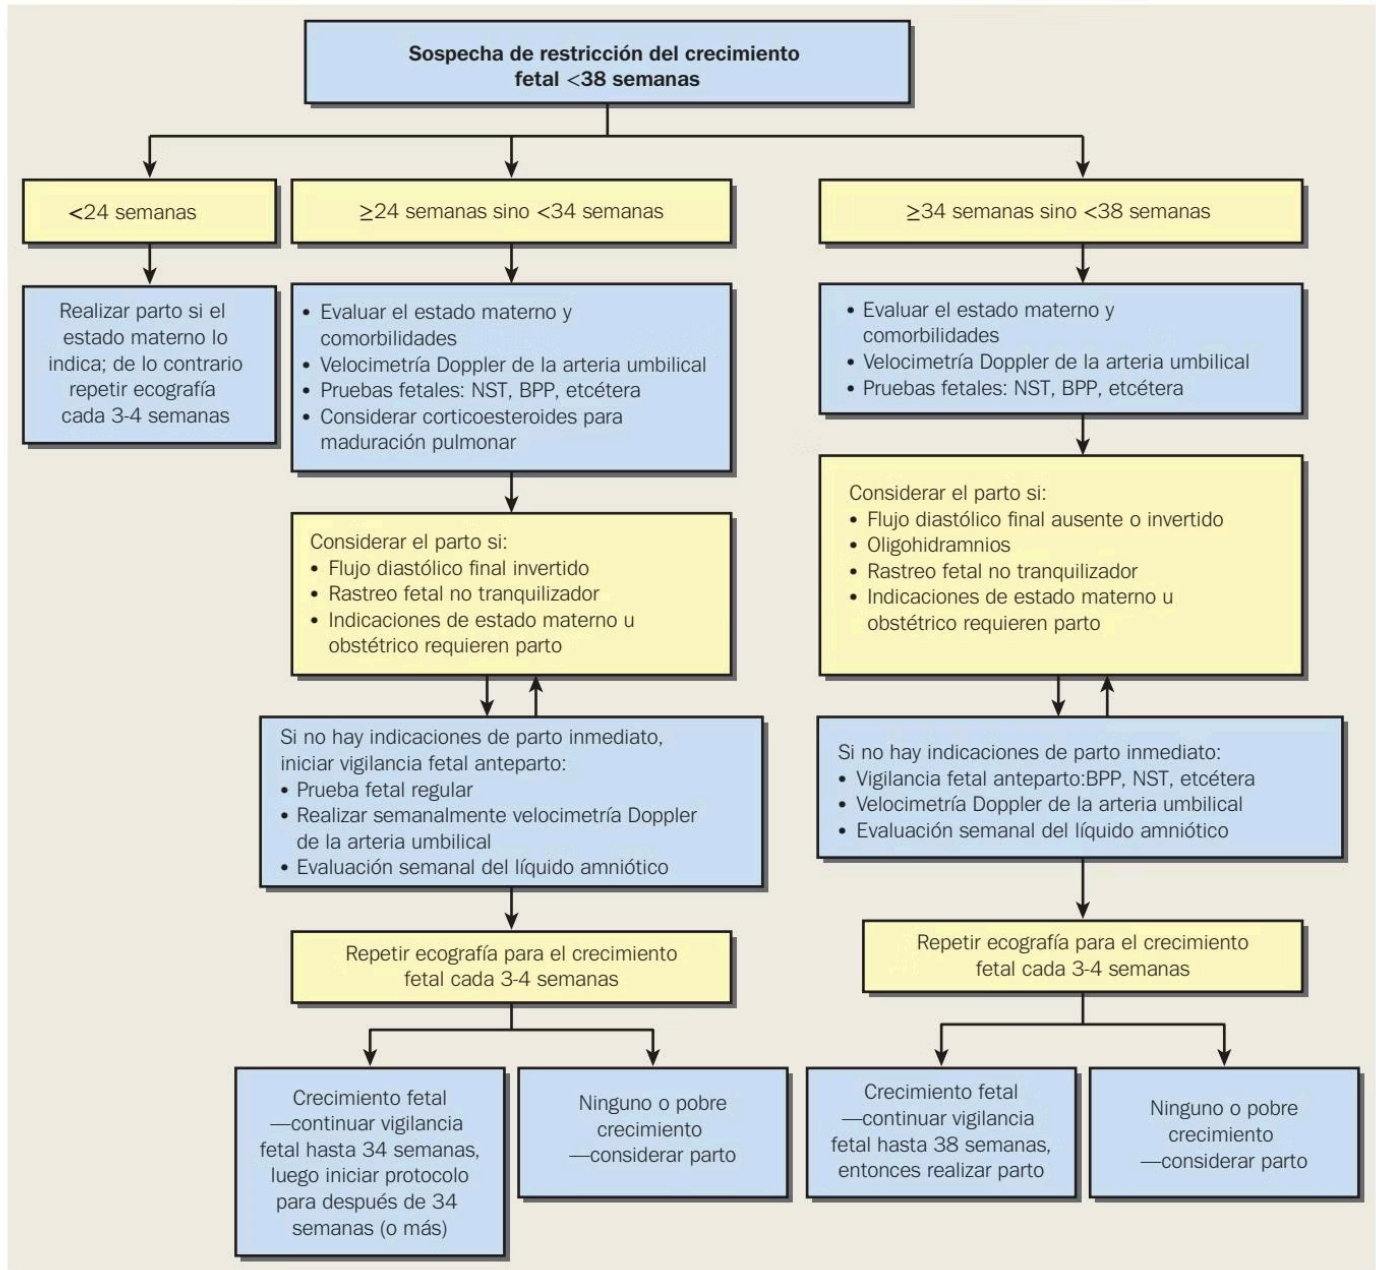 Sospecha de restricción del crecimiento
fetal <38 semanas
<24 semanas
≥24 semanas sino <34 semanas
≥34 semanas sino <38 semanas
Realizar parto si el
estado materno lo
indica; de lo contrario
repetir ecografía
cada 3-4 semanas
• Evaluar el estado materno y
comorbilidades
• Velocimetría Doppler de la arteria umbilical
• Pruebas fetales: NST, BPP, etcétera
• Considerar corticoesteroides para
maduración pulmonar
• Evaluar el estado materno y
comorbilidades
• Velocimetría Doppler de la arteria umbilical
• Pruebas fetales: NST, BPP, etcétera
Considerar el parto si:
• Flujo diastólico final invertido
• Rastreo fetal no tranquilizador
• Indicaciones de estado materno u
obstétrico requieren parto
Considerar el parto si:
• Flujo diastólico final ausente o invertido
• Oligohidramnios
• Rastreo fetal no tranquilizador
• Indicaciones de estado materno u
obstétrico requieren parto
Si no hay indicaciones de parto inmediato,
iniciar vigilancia fetal anteparto:
• Prueba fetal regular
• Realizar semanalmente velocimetría Doppler
de la arteria umbilical
• Evaluación semanal del líquido amniótico
Si no hay indicaciones de parto inmediato:
• Vigilancia fetal anteparto:BPP, NST, etcétera
• Velocimetría Doppler de la arteria umbilical
• Evaluación semanal del líquido amniótico
Repetir ecografía para el crecimiento
fetal cada 3-4 semanas
Repetir ecografía para el crecimiento
fetal cada 3-4 semanas
Crecimiento fetal
—continuar vigilancia
fetal hasta 34 semanas,
luego iniciar protocolo
para después de 34
semanas (o más)
Ninguno o pobre
crecimiento
—considerar parto
Crecimiento fetal
—continuar vigilancia
fetal hasta 38 semanas,
entonces realizar parto
Ninguno o pobre
crecimiento
—considerar parto